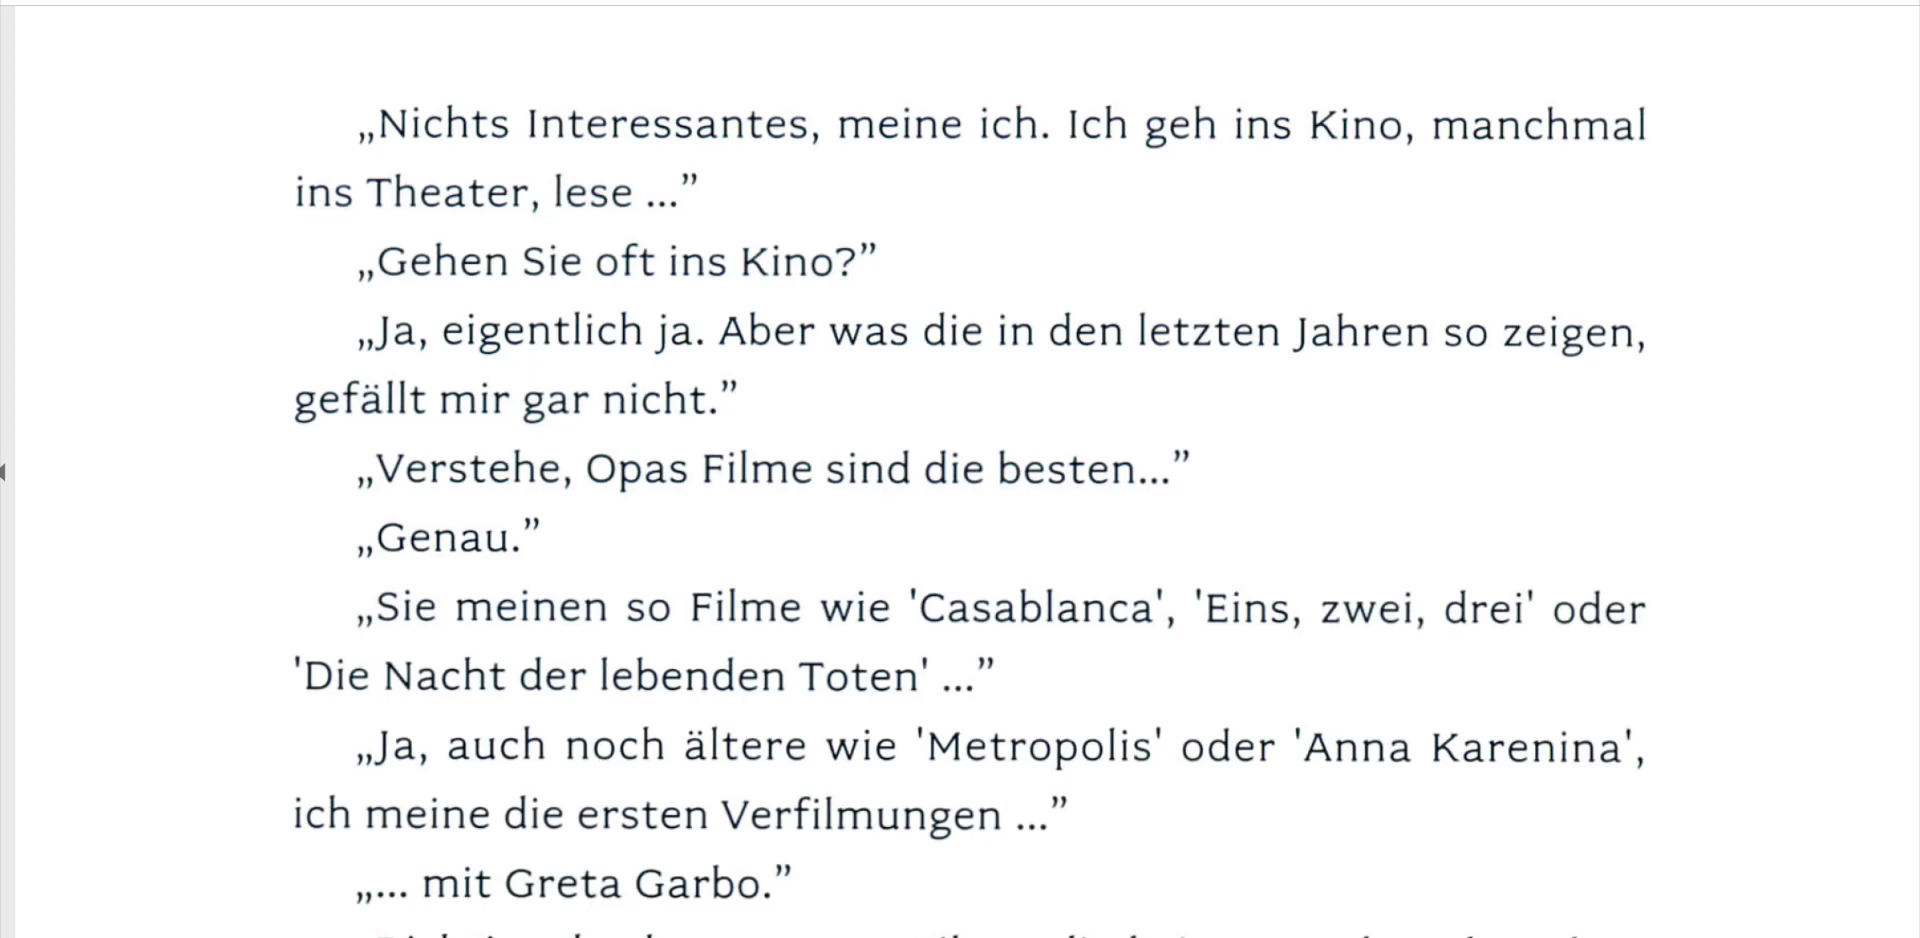 „Nichts Interessantes, meine ich. Ich geh ins Kino, manchmal
ins Theater, lese ...”
„Gehen Sie oft ins Kino?”
„Ja, eigentlich ja. Aber was die in den letzten Jahren so zeigen,
gefällt mir gar nicht.”
„Verstehe, Opas Filme sind die besten...”
„Genau.”
„Sie meinen so Filme wie 'Casablanca', 'Eins, zwei, drei' oder
'Die Nacht der lebenden Toten' ...”
„Ja, auch noch ältere wie 'Metropolis' oder 'Anna Karenina',
ich meine die ersten Verfilmungen ...”
„... mit Greta Garbo.”